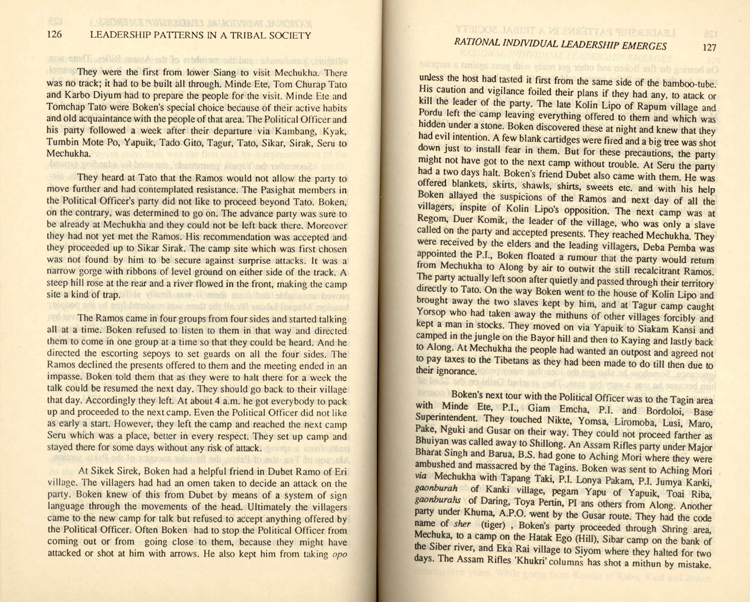 126 LEADERSHIP PATTERNS IN A TRIBAL SOCIETY
They were the first from lower Siang to visit Mechukha. There
was no track; it had to be built all through. Minde Ete, Tom Churap Tato
and Karbo Diyum had to prepare the people for the visit. Minde Ete and
Tomchap Tato were Boken's special choice because of their active habits
and old acquaintance with the people of that area. The Political Officer and
his party followed a week after their departure via Kambang, Kyak,
Tumbin Mote Po, Yapuik, Tado Gito, Tagur, Tato, Sikar, Sirak, Seru to
Mechukha.
They heard at Tato that the Ramos would not allow the party to
move further and had contemplated resistance. The Pasighat members in
the Political Officer's party did not like to proceed beyond Tato. Boken,
on the contrary, was determined to go on. The advance party was sure to
be already at Mechukha and they could not be left back there. Moreover
they had not yet met the Ramos. His recommendation was accepted and
they proceeded up to Sikar Sirak. The camp site which was first chosen
was not found by him to be secure against surprise attacks. It was a
narrow gorge with ribbons of level ground on either side of the track. A
steep hill rose at the rear and a river flowed in the front, making the camp
site a kind of trap.
The Ramos came in four groups from four sides and started talking
all at a time. Boken refused to listen to them in that way and directed
them to come in one group at a time so that they could be heard. And he
directed the escorting sepoys to set guards on all the four sides. The
Ramos declined the presents offered to them and the meeting ended in an
impasse. Boken told them that as they were to halt there for a week the
talk could be resumed the next day. They should go back to their village
that day. Accordingly they left. At about 4 a.m. he got everybody to pack
up and proceeded to the next camp. Even the Political Officer did not like
as early a start. However, they left the camp and reached the next camp
Seru which was a place, better in every respect. They set up camp and
stayed there for some days without any risk of attack.
At Sikek Sirek, Boken had a helpful friend in Dubet Ramo of Eri
village. The villagers had had an omen taken to decide an attack on the
party. Boken knew of this from Dubet by means of a system of sign
language through the movements of the head. Ultimately the villagers
came to the new camp for talk but refused to accept anything offered by
the Political Officer. Often Boken had to stop the Political Officer from
coming out or from going close to them, because they might have
attacked or shot at him with arrows. He also kept him from taking opo
RATIONAL INDIVIDUAL LEADERSHIP EMERGES 127
unless the host had tasted it first from the same side of the bamboo-tube.
His caution and vigilance foiled their plans if they had any, to attack or
kill the leader of the party. The late Kolin Lipo of Rapum village and
Pordu left the camp leaving everything offered to them and which was
hidden under a stone. Boken discovered these at night and knew that they
had evil intention. A few blank cartridges were fired and a big tree was shot
down just to install fear in them. But for these precautions, the party
might not have got to the next camp without trouble. At Seru the party
had a two days halt. Boken's friend Dubet also came with them. He was
offered blankets, skirts, shawls, shirts, sweets etc. and with his help
Boken allayed the suspicions of the Ramos and next day of all the
villagers, inspite of Kolin Lipo's opposition. The next camp was at
Regom, Duer Komik, the leader of the village, who was only a slave
called on the party and accepted presents. They reached Mechukha. They
were received by the elders and the leading villagers, Deba Pemba was
appointed the P.I., Boken floated a rumour that the party would return
from Mechukha to Along by air to outwit the still recalcitrant Ramos.
The party actually left soon after quietly and passed through their territory
directly to Tato. On the way Boken went to the house of Kolin Lipo and
brought away the two slaves kept by him, and at Tagur camp caught
Yorsop who had taken away the mithuns of other villages forcibly and
kept a man in stocks. They moved on via Yapuik to Siakam Kansi and
camped in the jungle on the Bayor hill and then to Kaying and lastly back
to Along. At Mechukha the people had wanted an outpost and agreed not
to pay taxes to the Tibetans as they had been made to do till then due to
their ignorance.
Boken's next tour with the Political Officer was to the Tagin area
with Minde Ete, P.I., Giam Emcha, P.I. and Bordoloi, Base
Superintendent. They touched Nikte, Yomsa, Liromoba, Lusi, Maro,
Pake, Nguki and Gusar on their way. They could not proceed farther as
Bhuiyan was called away to Shillong. An Assam Rifles party under Major
Bharat Singh and Barua, B.S. had gone to Aching Mori where they were
ambushed and massacred by the Tagins. Boken was sent to Aching Mori
via Mechukha with Tapang Taki, P.I. Lonya Pakam, P.I. Jumya Karki,
gaonburah of Kanki village, pegam Yapu of Yapuik, Toai Riba,
gaonburahs of Daring, Toya Pertin, PI ans others from Along. Another
party under Khuma, A.P.O. went by the Gusar route. They had the code
name of sher (tiger) , Boken's party proceeded through Shring area,
Mechuka, to a camp on the Hatak Ego (Hill), Sibar camp on the bank of
the Siber river, and Eka Rai village to Siyom where they halted for two
days. The Assam Rifles 'Khukri' columns has shot a mithun by mistake.